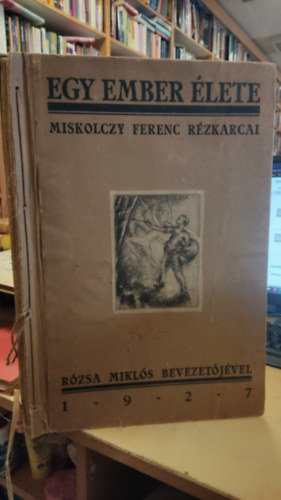 EGY EMBER ÉLETE
MISKOLCZY FERENC RÉZKARCAI
RÓZSA MIKLÓS BEVEZETŐJÉVEL
1 - 9 - 2 - 7